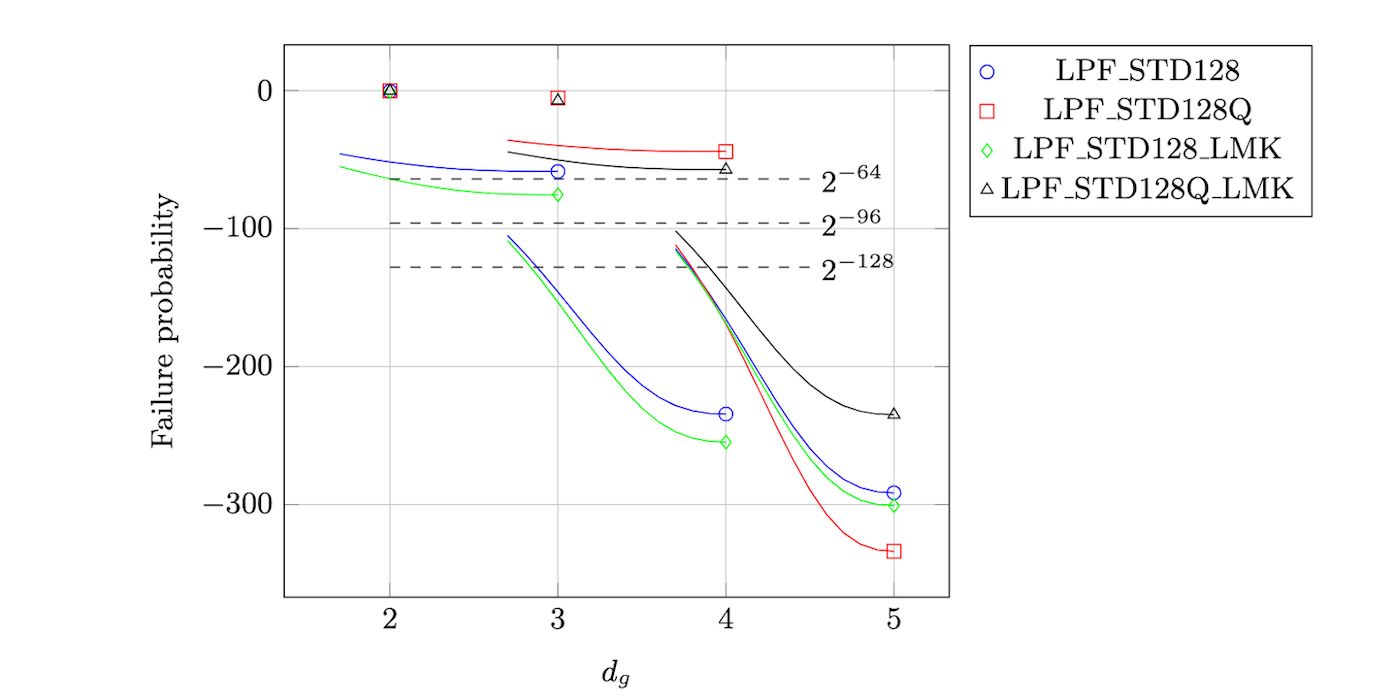 LPF_STD128
LPF_STD128Q
LPF_STD128_LMK
LPF_STD128Q_LMK
0
−100
−200
−300
Failure probability
2^{−64}
2^{−96}
2^{−128}
2 3 4 5
d_g